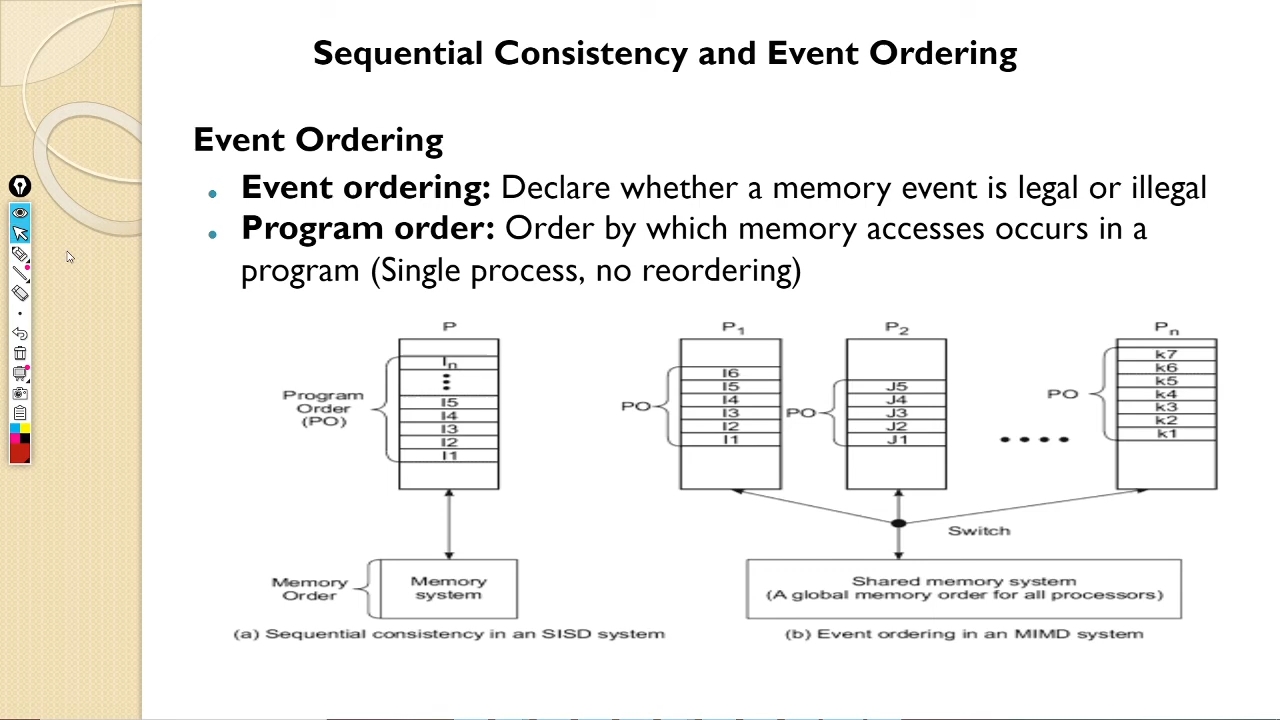 Sequential Consistency and Event Ordering
Event Ordering
Event ordering: Declare whether a memory event is legal or illegal
Program order: Order by which memory accesses occurs in a
program (Single process, no reordering)
P
In
I5
I4
I3
I2
I1
Program
Order
(PO)
Memory
Order
Memory
system
(a) Sequential consistency in an SISD system
P1
I6
I5
I4
I3
I2
I1
PO
P2
J5
J4
J3
J2
J1
PO
Pn
k7
k6
k5
k4
k3
k2
k1
PO
Switch
Shared memory system
(A global memory order for all processors)
(b) Event ordering in an MIMD system